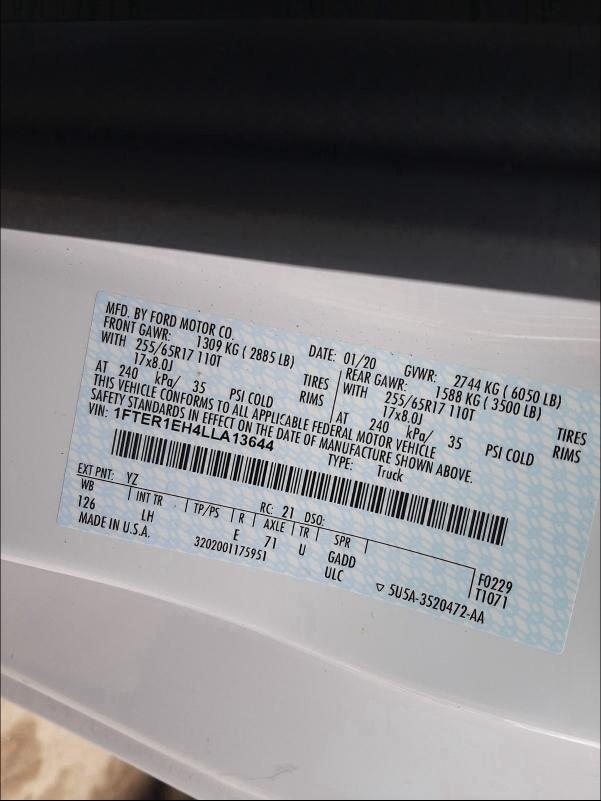 MFD. BY FORD MOTOR CO.
DATE: 01/20 GVWR: 2744 KG ( 6050 LB)
FRONT GAWR: 1309 KG ( 2885 LB) REAR GAWR: 1588 KG ( 3500 LB)
WITH 255/65R17 110T TIRES WITH 255/65R17 110T TIRES
17x8.0J RIMS 17x8.0J RIMS
AT 240 kPa/ 35 PSI COLD AT 240 kPa/ 35 PSI COLD
THIS VEHICLE CONFORMS TO ALL APPLICABLE FEDERAL MOTOR VEHICLE
SAFETY STANDARDS IN EFFECT ON THE DATE OF MANUFACTURE SHOWN ABOVE.
VIN: 1FTER1EH4LLA13644
TYPE: Truck
EXT PNT: YZ RC: 21 DSO:
WB INT TR TP/PS R AXLE TR SPR
126 LH E 71 U GADD F0229
ULC T1071
MADE IN U.S.A. 3202001175951 ▽ 5U5A-3520472-AA